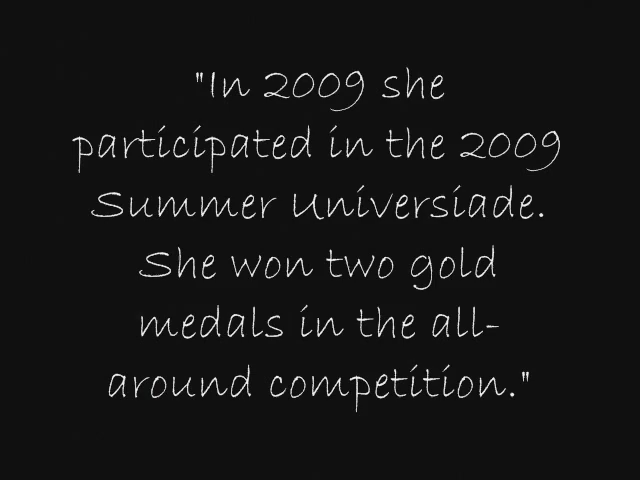 "In 2009 she
participated in the 2009
Summer Universiade.
She won two gold
medals in the all-
around competition."